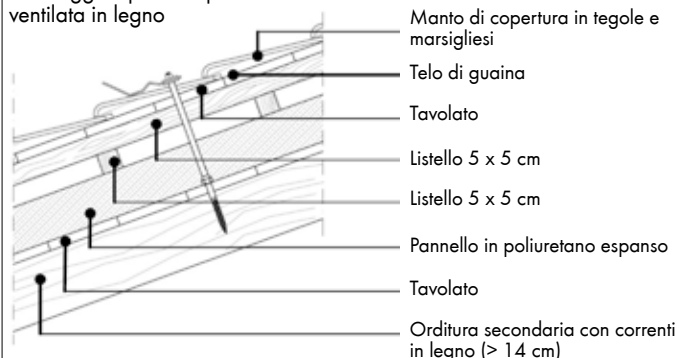 ventilata in legno
Manto di copertura in tegole e
marsigliesi
Telo di guaina
Tavolato
Listello 5 x 5 cm
Listello 5 x 5 cm
Pannello in poliuretano espanso
Tavolato
Orditura secondaria con correnti
in legno (> 14 cm)